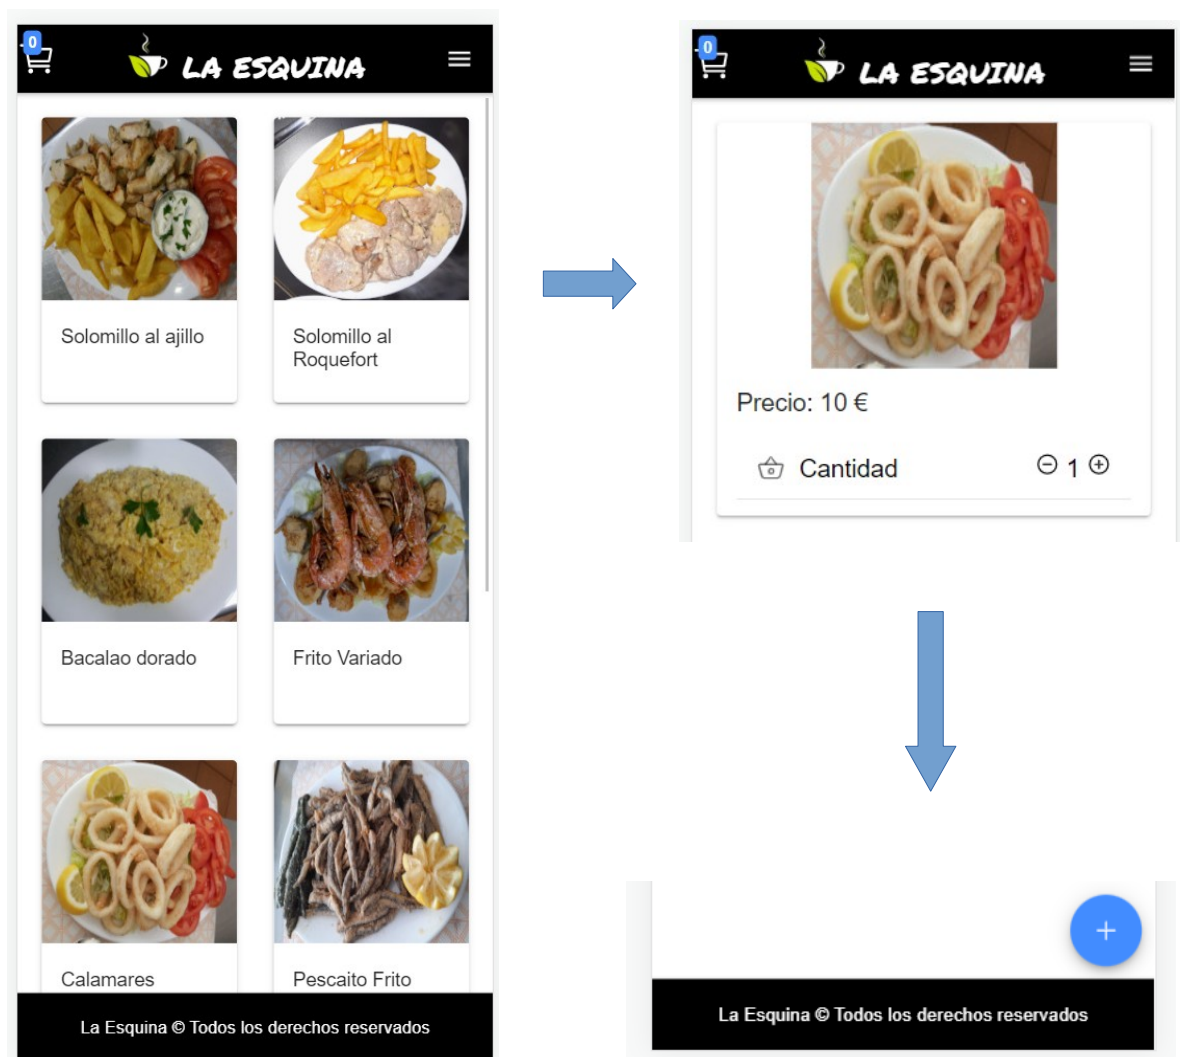 0
LA ESQUINA
Solomillo al ajillo
Solomillo al
Roquefort
Bacalao dorado
Frito Variado
Calamares
Pescaito Frito
La Esquina © Todos los derechos reservados
0
LA ESQUINA
Precio: 10 €
Cantidad
1
La Esquina © Todos los derechos reservados